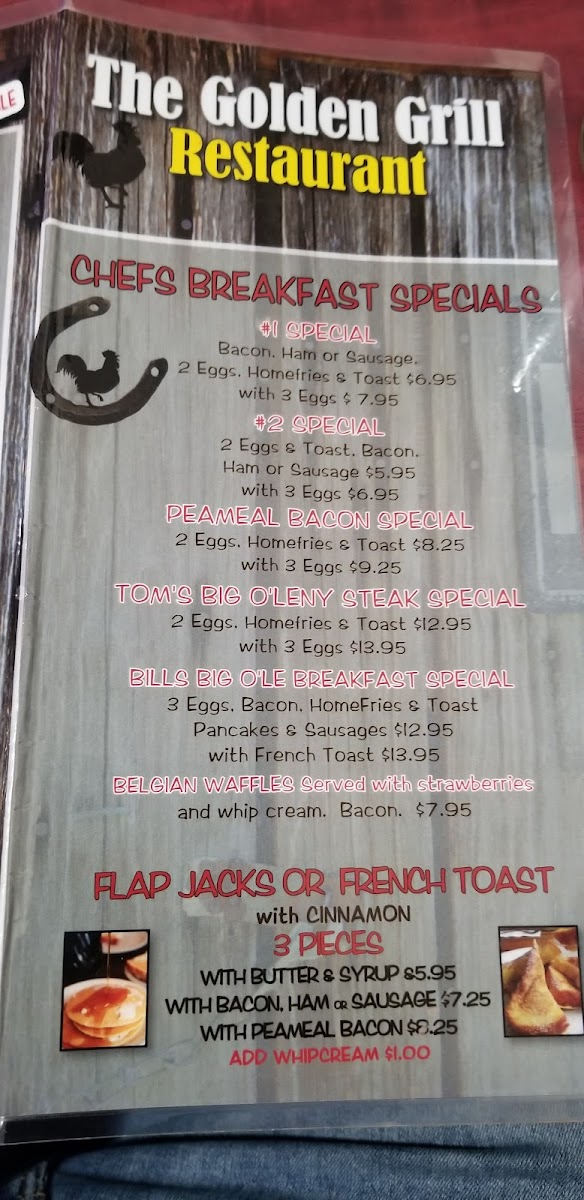 LE
The Golden Grill
Restaurant
CHEFS BREAKFAST SPECIALS
#1 SPECIAL
Bacon, Ham or Sausage,
2 Eggs, Homefries & Toast $6.95
with 3 Eggs $ 7.95
#2 SPECIAL
2 Eggs & Toast, Bacon,
Ham or Sausage $5.95
with 3 Eggs $6.95
PEAMEAL BACON SPECIAL
2 Eggs, Homefries & Toast $8.25
with 3 Eggs $9.25
TOM'S BIG O'LENY STEAK SPECIAL
2 Eggs, Homefries & Toast $12.95
with 3 Eggs $13.95
BILLS BIG O'LE BREAKFAST SPECIAL
3 Eggs, Bacon, HomeFries & Toast
Pancakes & Sausages $12.95
with French Toast $13.95
BELGIAN WAFFLES Served with strawberries
and whip cream. Bacon. $7.95
FLAP JACKS OR FRENCH TOAST
with CINNAMON
3 PIECES
WITH BUTTER & SYRUP $5.95
WITH BACON, HAM OR SAUSAGE $7.25
WITH PEAMEAL BACON $8.25
ADD WHIPCREAM $1.00